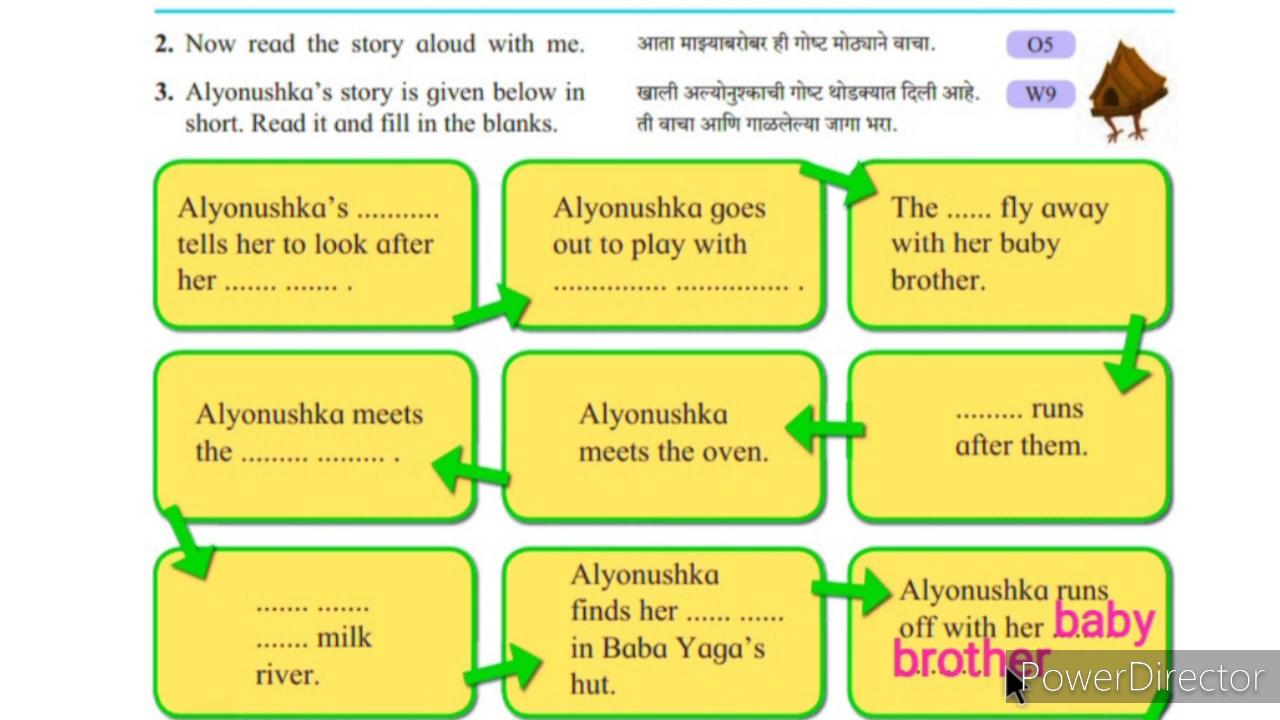 2. Now read the story aloud with me. आता माझ्याबरोबर ही गोष्ट मोठ्याने वाचा. O5
3. Alyonushka's story is given below in खाली अल्योनुश्काची गोष्ट थोडक्यात दिली आहे. W9
short. Read it and fill in the blanks. ती वाचा आणि गाळलेल्या जागा भरा.
Alyonushka's ...........
tells her to look after
her ....... ....... .
Alyonushka goes
out to play with
............... ............... .
The ...... fly away
with her baby
brother.
......... runs
after them.
Alyonushka
meets the oven.
Alyonushka meets
the ......... ......... .
....... .......
....... milk
river.
Alyonushka
finds her ...... ......
in Baba Yaga's
hut.
Alyonushka runs
off with her baby
brother
PowerDirector